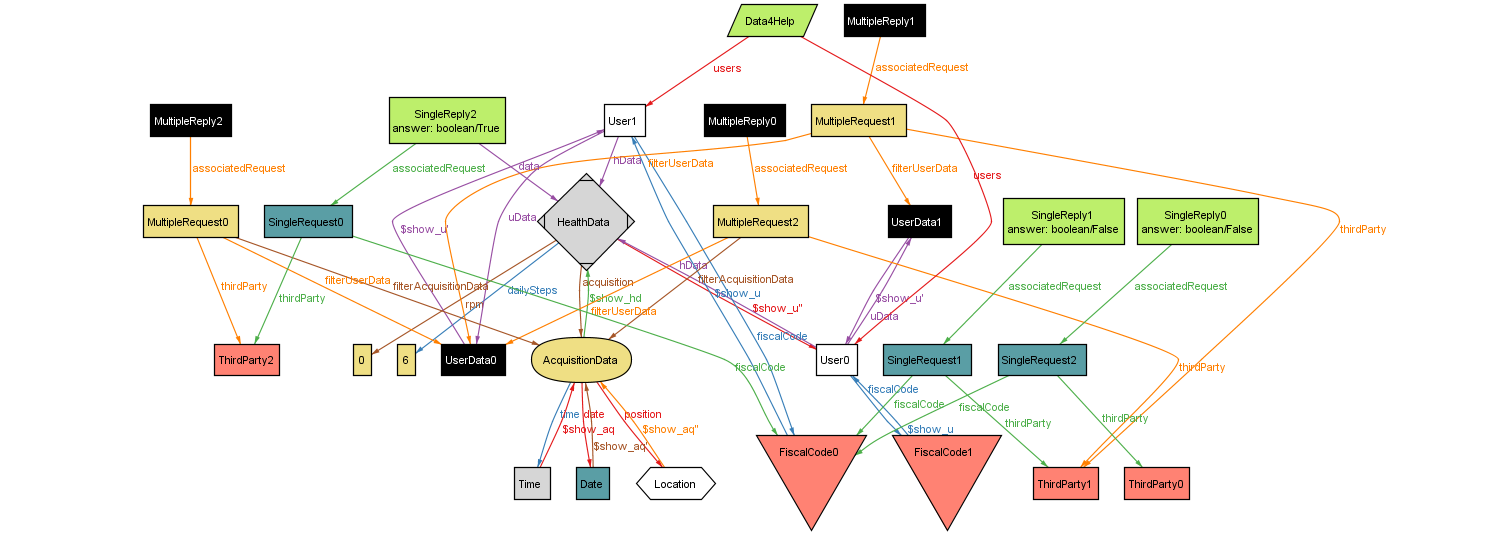 Data4Help
MultipleReply1
users
associatedRequest
MultipleReply2
SingleReply2
answer: boolean/True
User1
MultipleReply0
MultipleRequest1
associatedRequest
associatedRequest
data
hData
filterUserData
associatedRequest
filterUserData
users
MultipleRequest0
SingleRequest0
uData
$show_u'
HealthData
MultipleRequest2
UserData1
SingleReply1
answer: boolean/False
SingleReply0
answer: boolean/False
thirdParty
hData
thirdParty
thirdParty
filterUserData
filterAcquisitionData
rpm
dailySteps
acquisition
$show_hd
filterUserData
filterAcquisitionData
$show_u
$show_u''
$show_u'
uData
associatedRequest
associatedRequest
fiscalCode
ThirdParty2
0
6
UserData0
AcquisitionData
fiscalCode
User0
SingleRequest1
SingleRequest2
thirdParty
fiscalCode
fiscalCode
fiscalCode
time
date
position
$show_aq
$show_aq'
$show_aq''
$show_u
thirdParty
thirdParty
Time
Date
Location
FiscalCode0
FiscalCode1
ThirdParty1
ThirdParty0